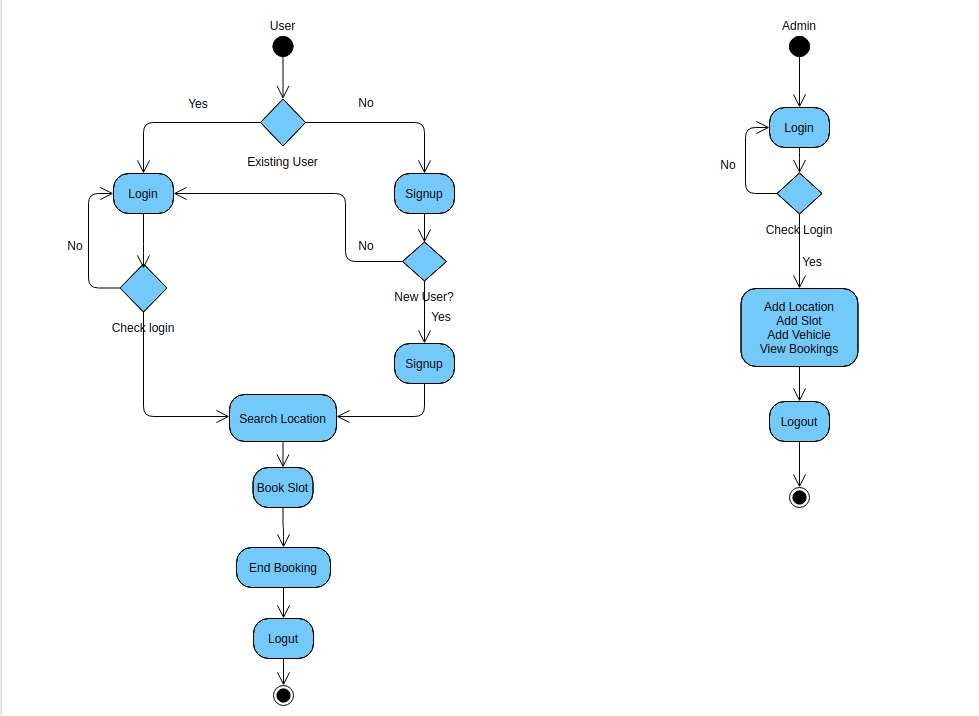 User
Yes
No
Existing User
Login
Signup
No
No
New User?
Yes
Check login
Signup
Search Location
Book Slot
End Booking
Logut
Admin
Login
No
Check Login
Yes
Add Location
Add Slot
Add Vehicle
View Bookings
Logout